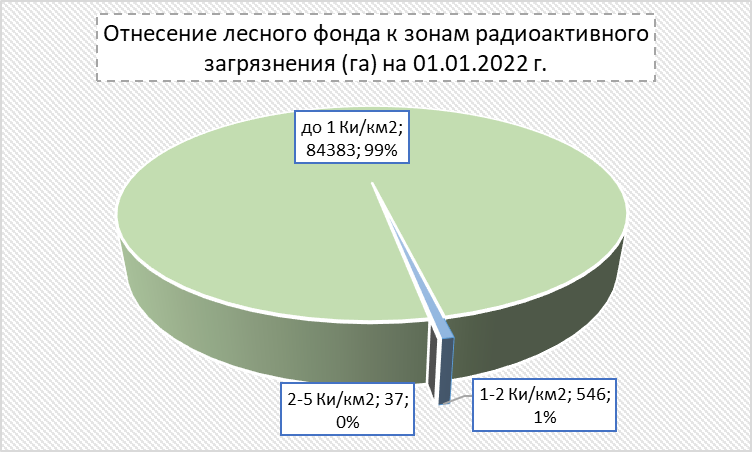 Отнесение лесного фонда к зонам радиоактивного
загрязнения (га) на 01.01.2022 г.
до 1 Ки/км2;
84383; 99%
2-5 Ки/км2; 37;
0%
1-2 Ки/км2; 546;
1%